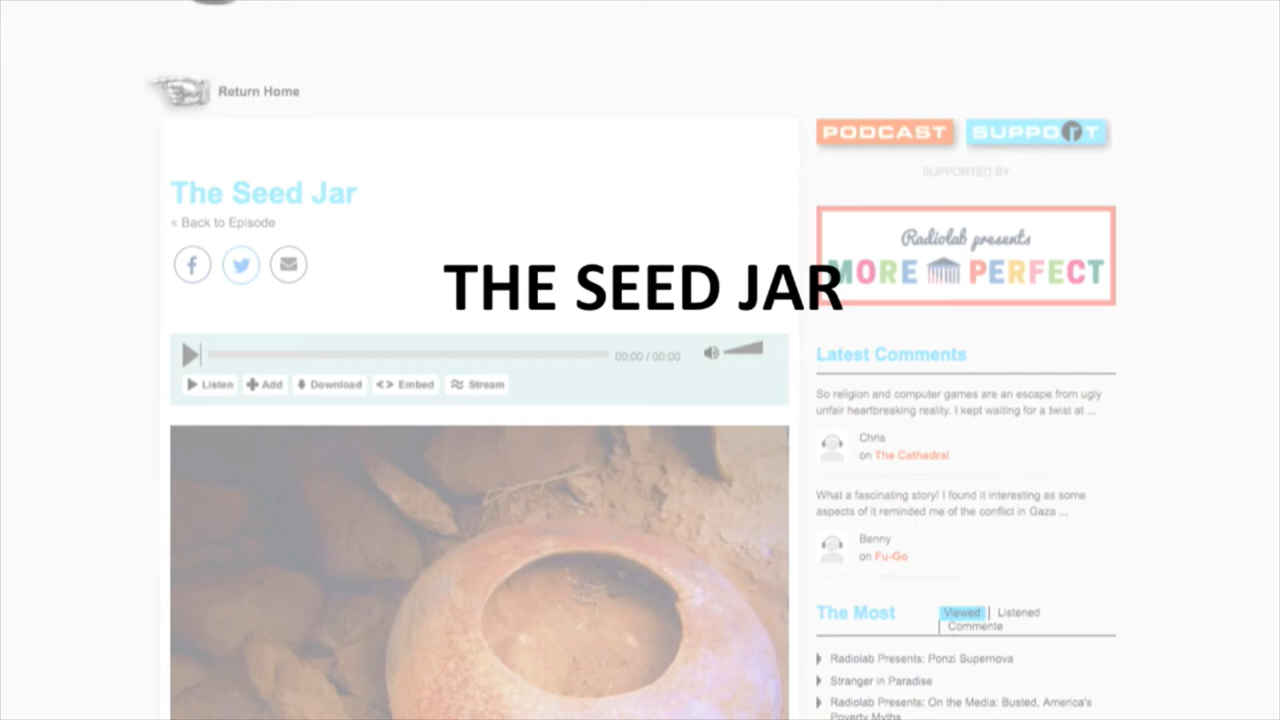 Return Home
The Seed Jar
« Back to Episode
THE SEED JAR
00:00 / 00:00
Listen
Add
Download
Embed
Stream
PODCAST
SUPPORT
SUPPORTED BY
Radiolab presents
MORE PERFECT
Latest Comments
So religion and computer games are an escape from ugly
unfair heartbreaking reality. I kept waiting for a twist at ...
Chris
on The Cathedral
What a fascinating story! I found it interesting as some
aspects of it reminded me of the conflict in Gaza ...
Benny
on Fu-Go
The Most
Viewed | Listened
| Commente
Radiolab Presents: Ponzi Supernova
Stranger in Paradise
Radiolab Presents: On the Media: Busted, America's
Poverty Myths